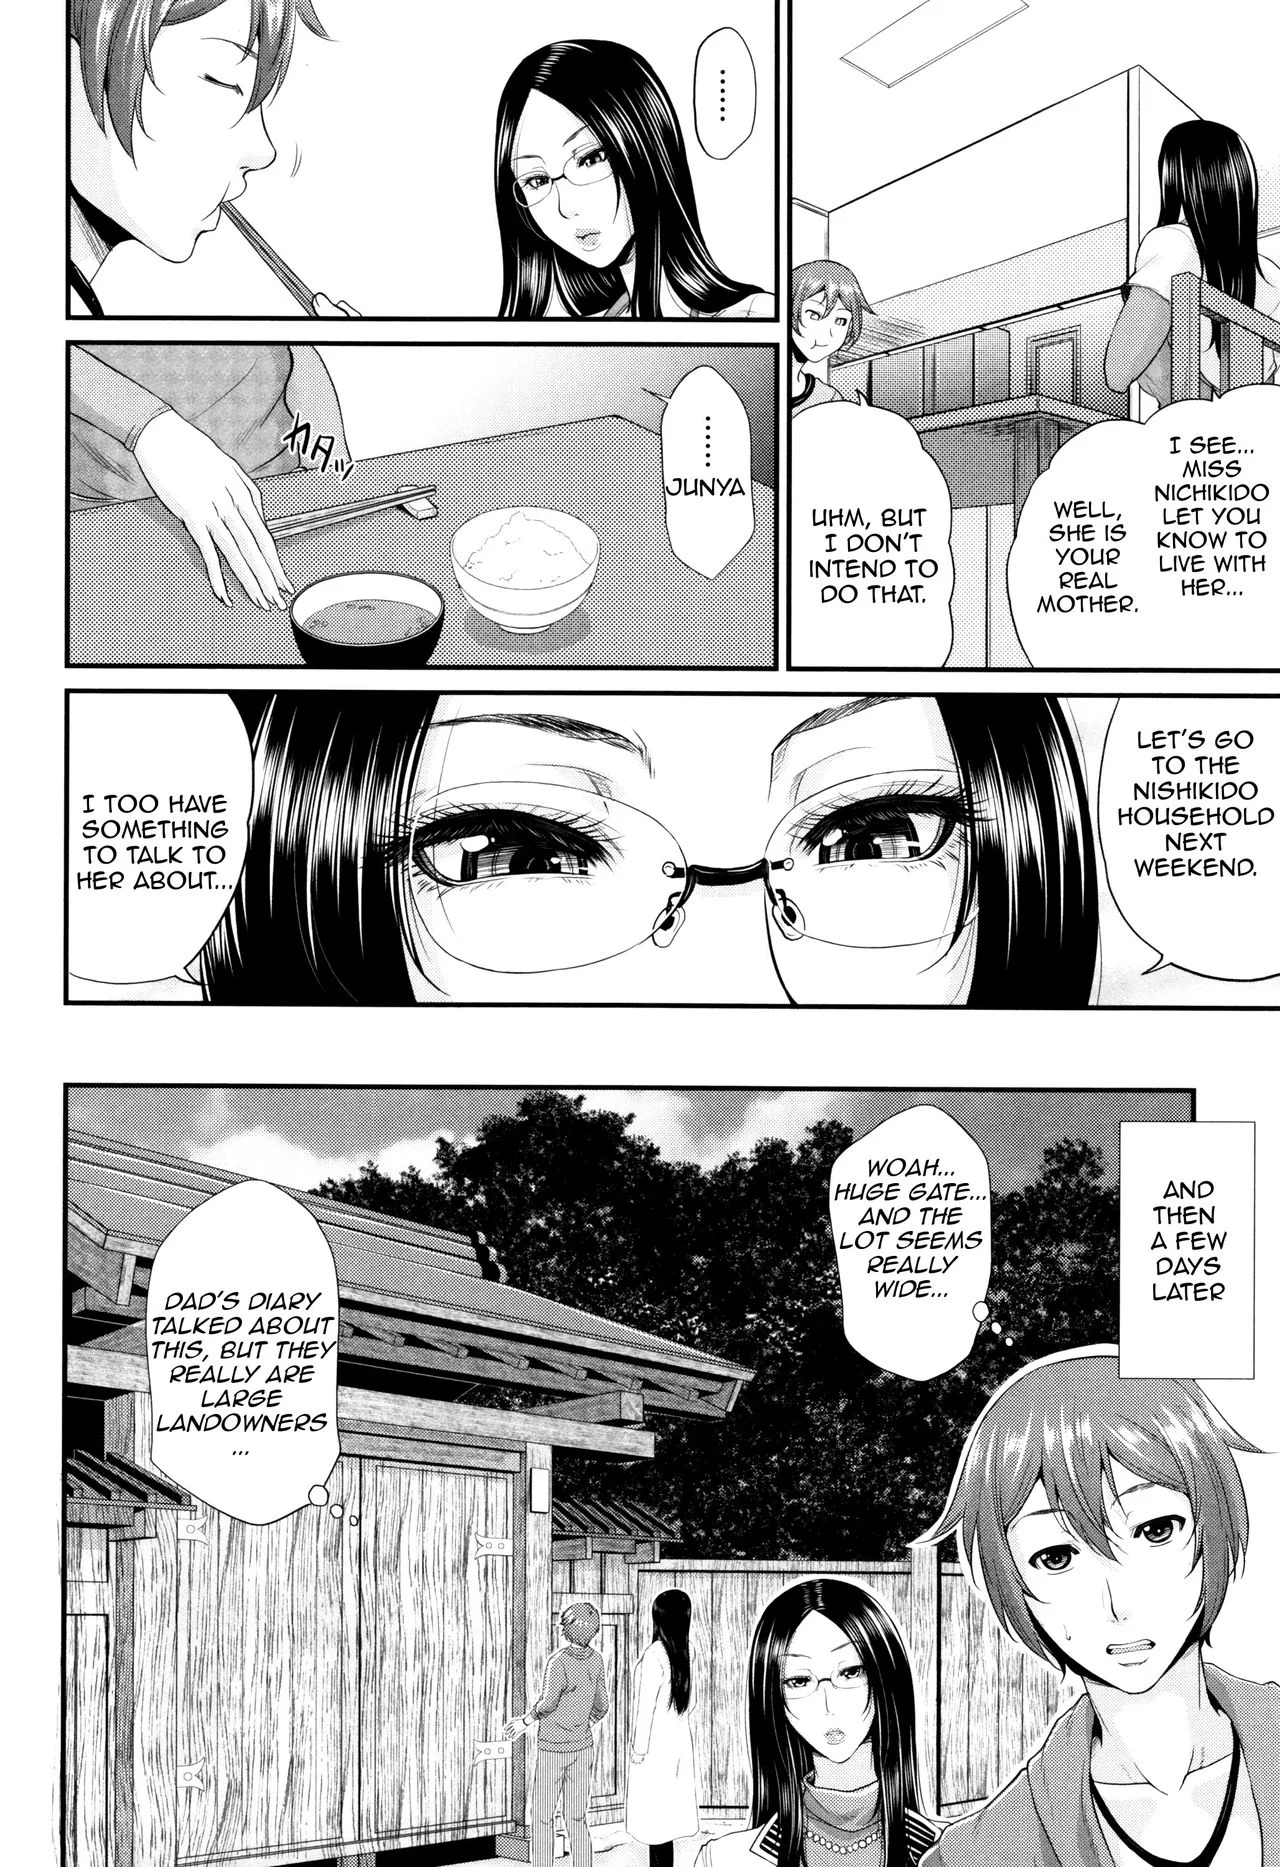 I SEE...
MISS
NICHIKIDO
LET YOU
KNOW TO
LIVE WITH
HER...
WELL,
SHE IS
YOUR
REAL
MOTHER.
UHM, BUT
I DON'T
INTEND TO
DO THAT.
......
......
JUNYA
カタッ
LET'S GO
TO THE
NISHIKIDO
HOUSEHOLD
NEXT
WEEKEND.
I TOO HAVE
SOMETHING
TO TALK TO
HER ABOUT...
AND
THEN
A FEW
DAYS
LATER
WOAH...
HUGE GATE...
AND THE
LOT SEEMS
REALLY
WIDE...
DAD'S DIARY
TALKED ABOUT
THIS, BUT THEY
REALLY ARE
LARGE
LANDOWNERS
...